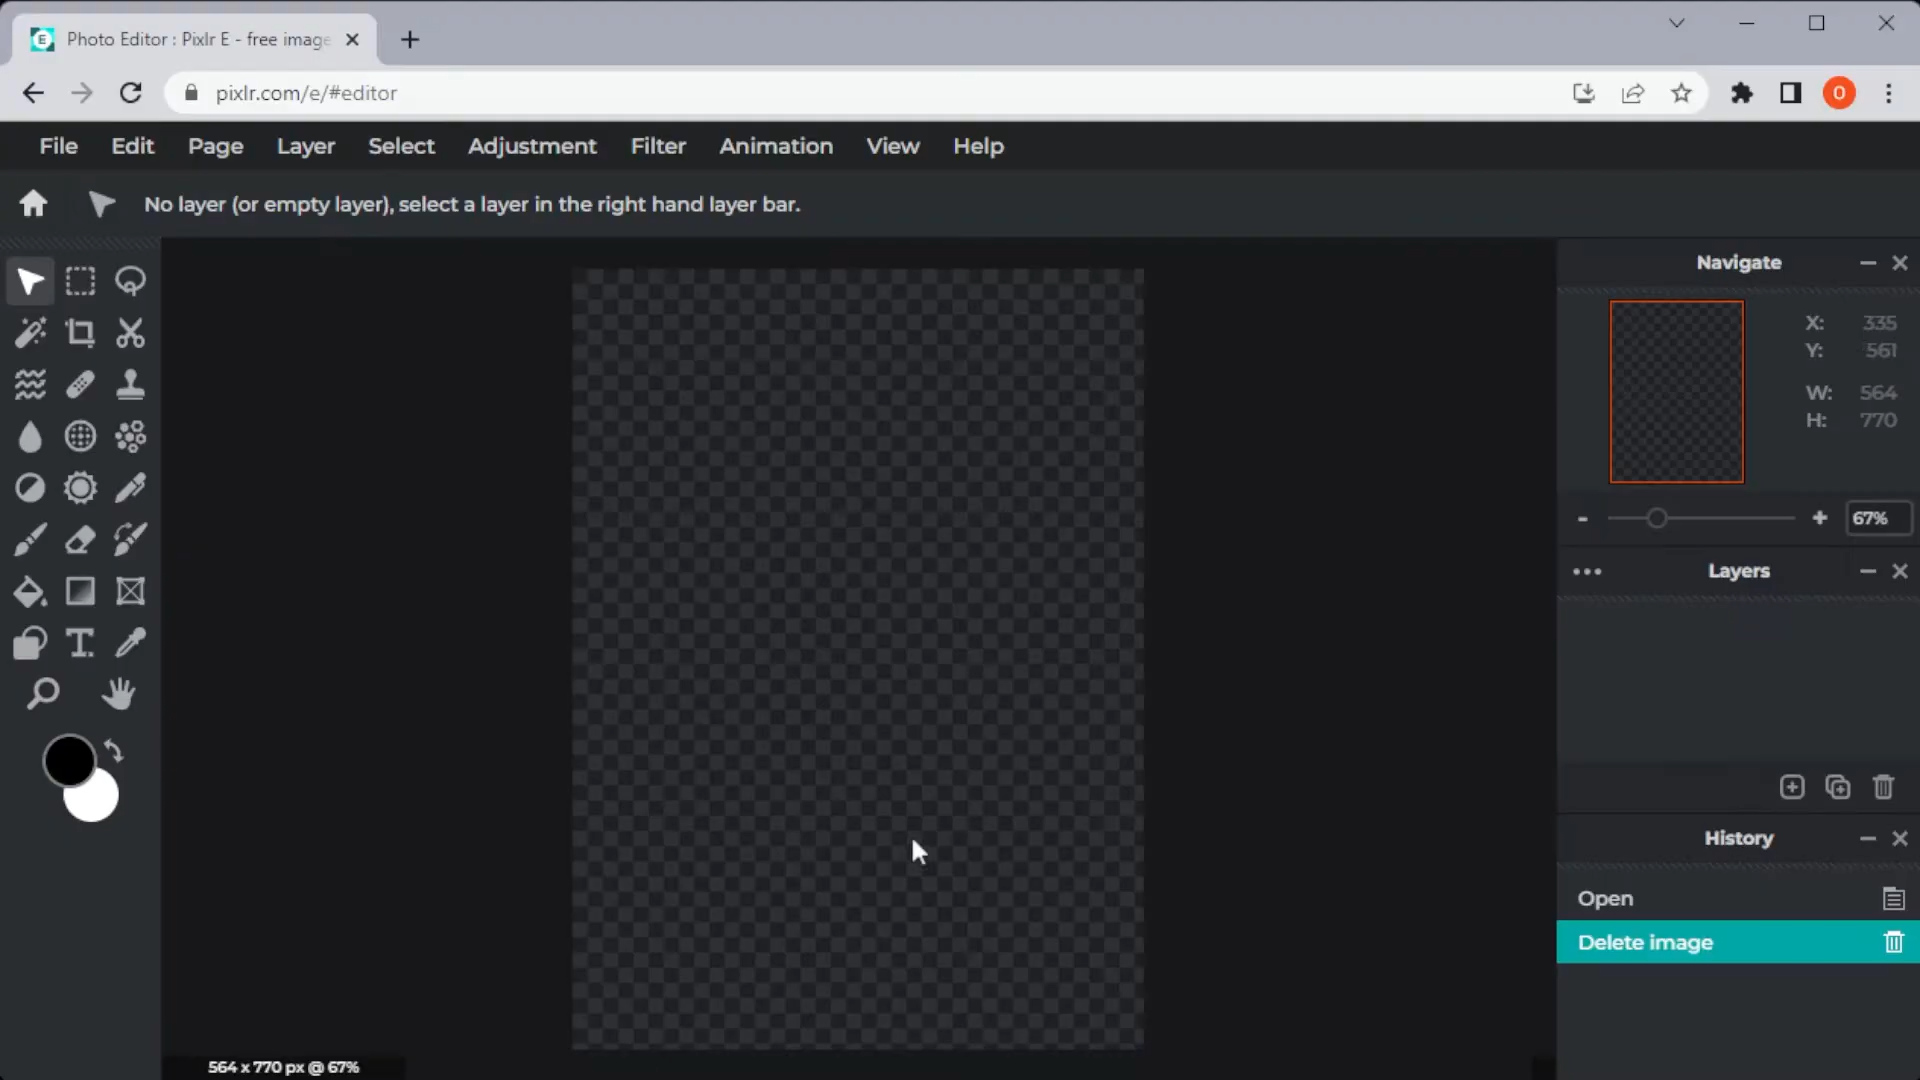 Photo Editor : Pixlr E - free image
pixlr.com/e/#editor
O
File Edit Page Layer Select Adjustment Filter Animation View Help
No layer (or empty layer), select a layer in the right hand layer bar.
Navigate
X: 335
Y: 561
W: 564
H: 770
- + 67%
Layers
T.
History
Open
Delete image
564 x 770 px @ 67%